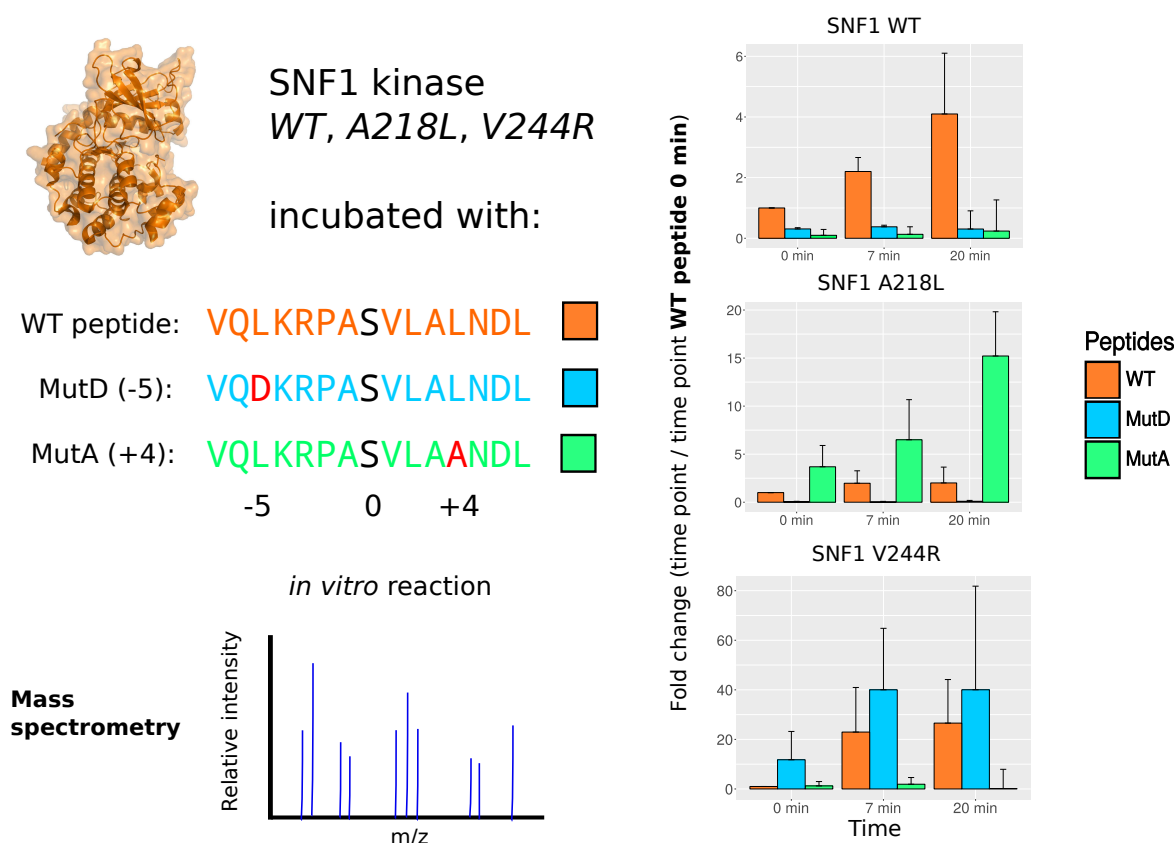 SNF1 kinase
WT, A218L, V244R
incubated with:
WT peptide: VQLKRPASVLALNDL
MutD (-5): VQDKRPASVLALNDL
MutA (+4): VQLKRPASVLAANDL
-5 0 +4
in vitro reaction
Mass
spectrometry
Relative intensity
m/z
Fold change (time point / time point WT peptide 0 min)
SNF1 WT
6
4
2
0
0 min 7 min 20 min
SNF1 A218L
20
15
10
5
0
0 min 7 min 20 min
SNF1 V244R
80
60
40
20
0
0 min 7 min 20 min
Time
Peptides
WT
MutD
MutA